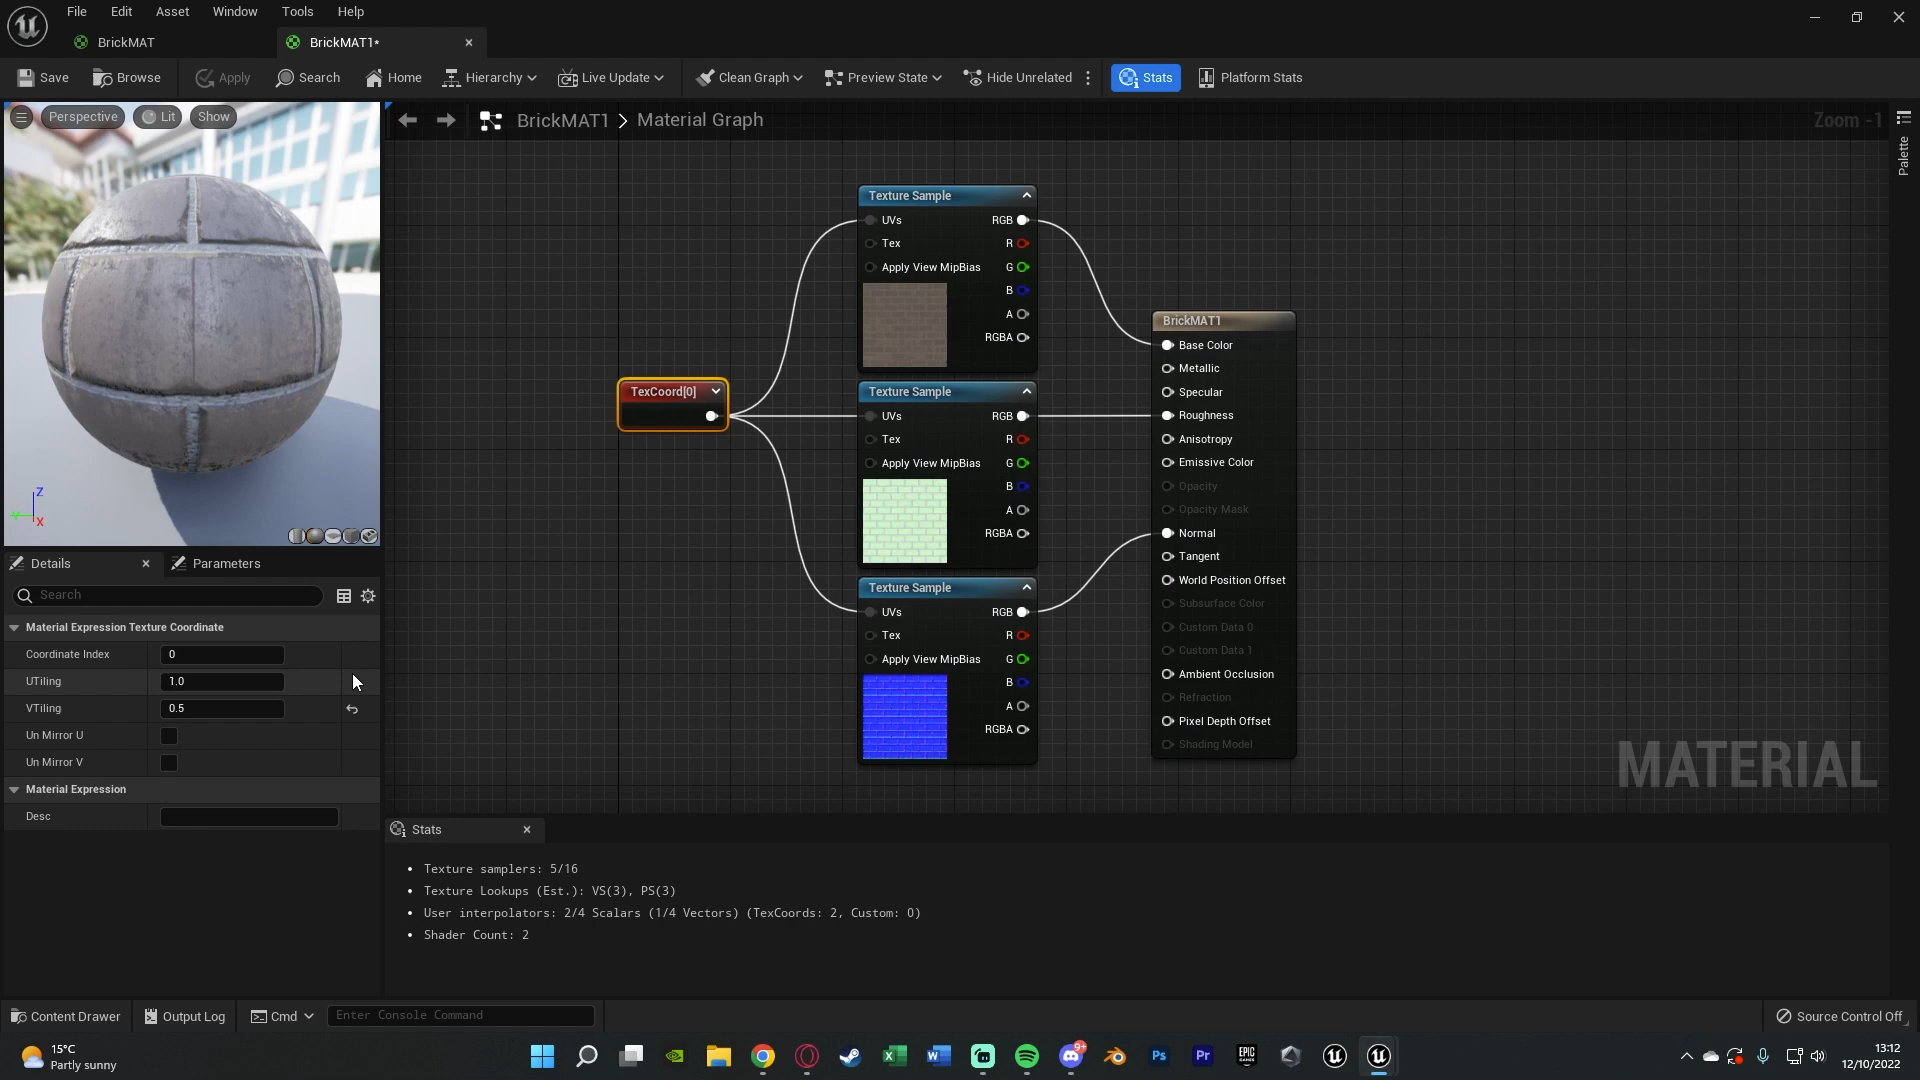 File Edit Asset Window Tools Help
BrickMAT BrickMAT1*
Save Browse Apply Search Home Hierarchy Live Update Clean Graph Preview State Hide Unrelated Stats Platform Stats
Perspective Lit Show
BrickMAT1 > Material Graph Zoom -1
Palette
Texture Sample
UVs RGB
Tex R
Apply View MipBias G
B
A
RGBA
TexCoord[0]
Texture Sample
UVs RGB
Tex R
Apply View MipBias G
B
A
RGBA
Texture Sample
UVs RGB
Tex R
Apply View MipBias G
B
A
RGBA
BrickMAT1
Base Color
Metallic
Specular
Roughness
Anisotropy
Emissive Color
Opacity
Opacity Mask
Normal
Tangent
World Position Offset
Subsurface Color
Custom Data 0
Custom Data 1
Ambient Occlusion
Refraction
Pixel Depth Offset
Shading Model
MATERIAL
Z
Y
X
Details Parameters
Search
Material Expression Texture Coordinate
Coordinate Index 0
UTiling 1.0
VTiling 0.5
Un Mirror U
Un Mirror V
Material Expression
Desc
Stats
• Texture samplers: 5/16
• Texture Lookups (Est.): VS(3), PS(3)
• User interpolators: 2/4 Scalars (1/4 Vectors) (TexCoords: 2, Custom: 0)
• Shader Count: 2
Content Drawer Output Log Cmd Enter Console Command Source Control Off
15°C
Partly sunny
9+
Ps Pr EPIC GAMES
13:12
12/10/2022